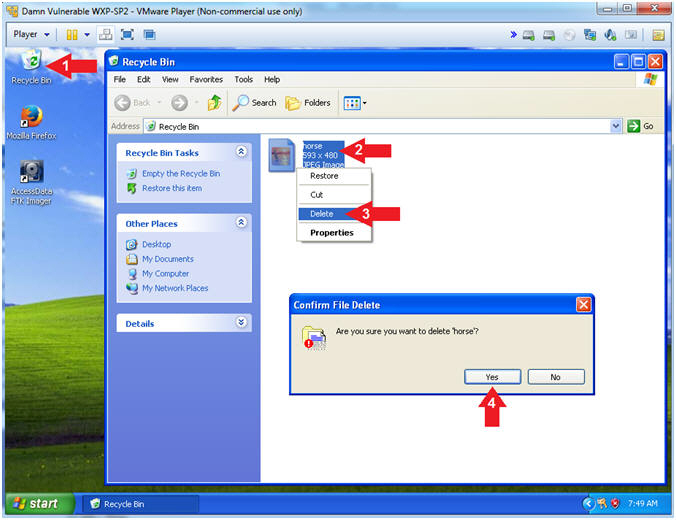 Damn Vulnerable WXP-SP2 - VMware Player (Non-commercial use only)
Player
1
Recycle Bin
Mozilla Firefox
AccessData
FTK Imager
Recycle Bin
File Edit View Favorites Tools Help
Back Search Folders
Address Recycle Bin Go
Recycle Bin Tasks
Empty the Recycle Bin
Restore this item
Other Places
Desktop
My Documents
My Computer
My Network Places
Details
horse
593 x 480
JPEG Image
2
Restore
Cut
Delete
3
Properties
Confirm File Delete
Are you sure you want to delete 'horse'?
Yes No
4
start Recycle Bin 7:49 AM